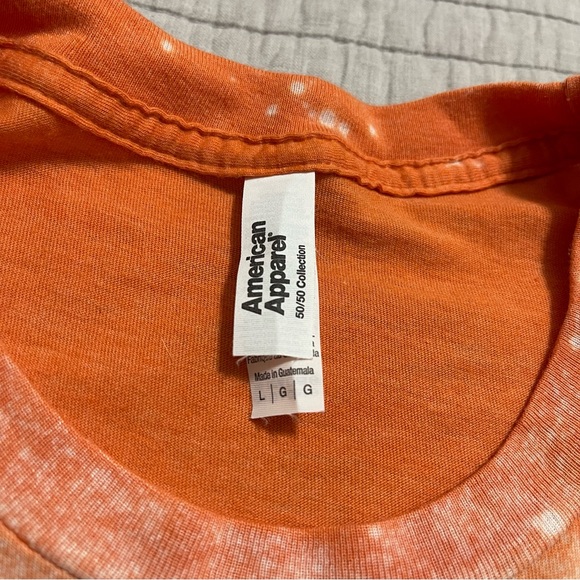 American
Apparel®
50/50 Collection
Made in Guatemala
L G G